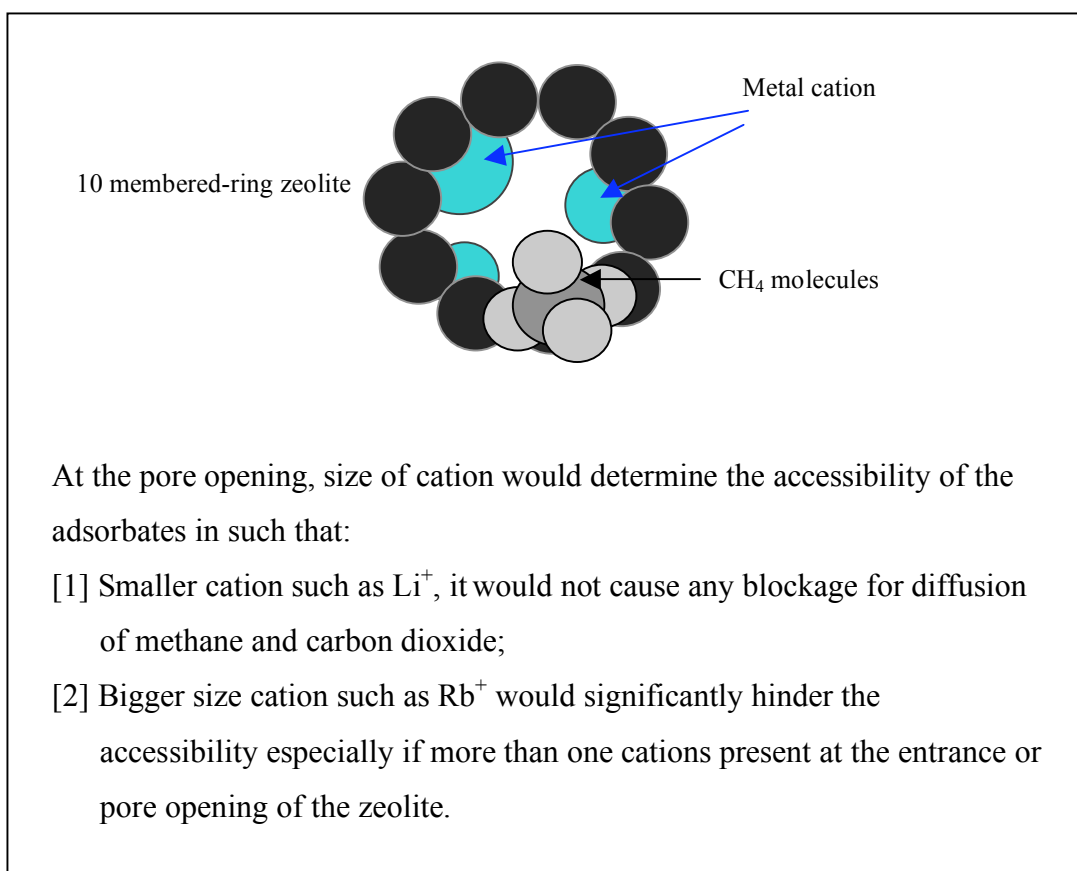 Metal cation
10 membered-ring zeolite
CH₄ molecules
At the pore opening, size of cation would determine the accessibility of the
adsorbates in such that:
[1] Smaller cation such as Li⁺, it would not cause any blockage for diffusion
of methane and carbon dioxide;
[2] Bigger size cation such as Rb⁺ would significantly hinder the
accessibility especially if more than one cations present at the entrance or
pore opening of the zeolite.